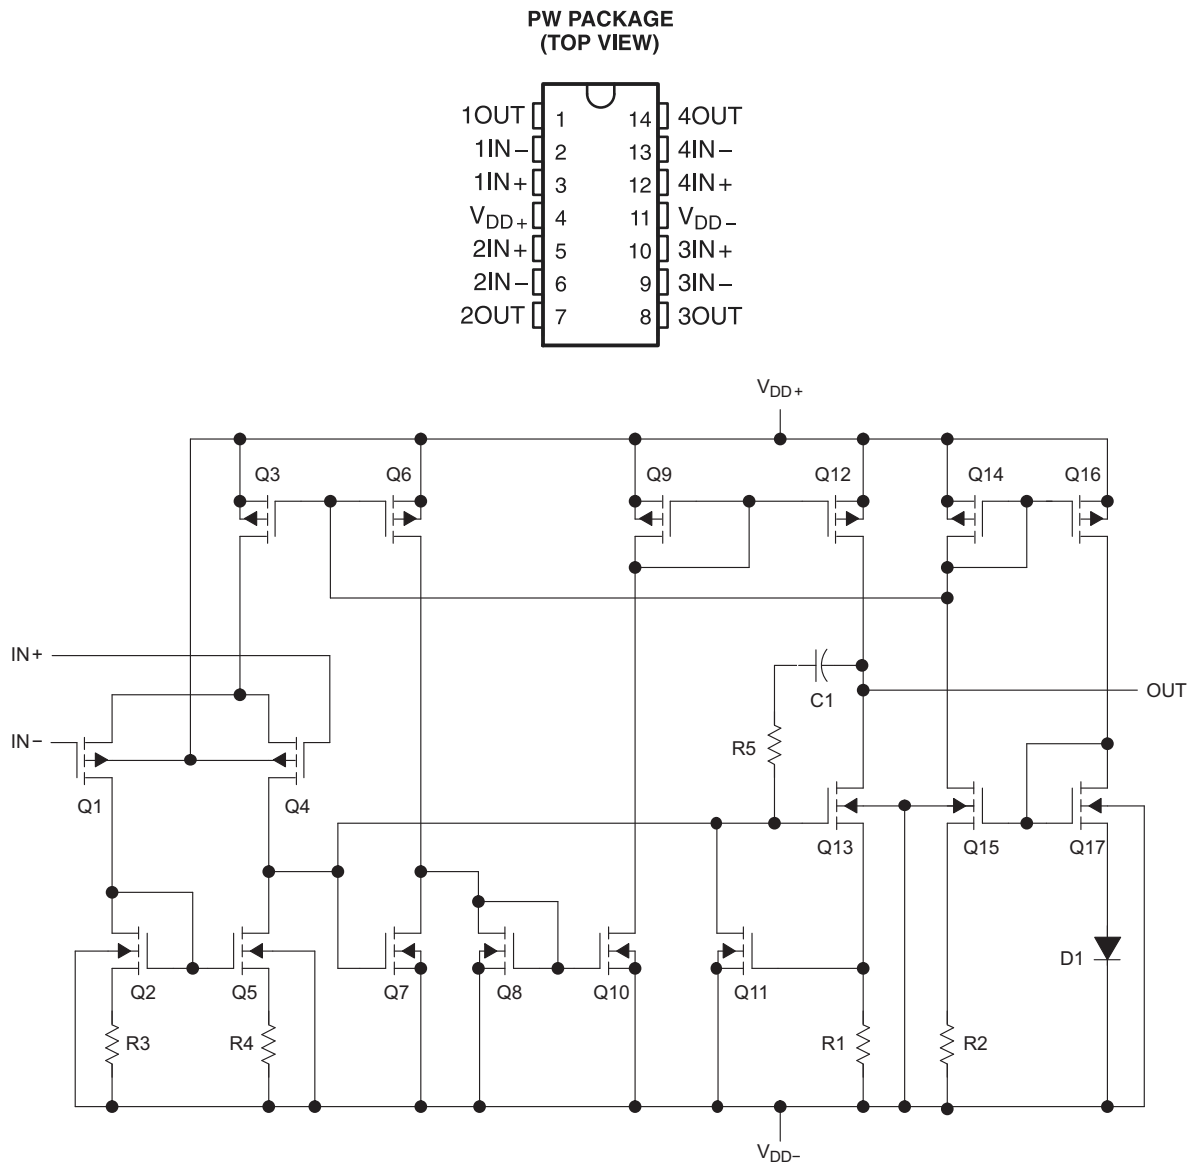 PW PACKAGE
(TOP VIEW)
1OUT 1 14 4OUT
1IN− 2 13 4IN−
1IN+ 3 12 4IN+
VDD+ 4 11 VDD−
2IN+ 5 10 3IN+
2IN− 6 9 3IN−
2OUT 7 8 3OUT
VDD+
Q3 Q6 Q9 Q12 Q14 Q16
IN+
C1 OUT
IN−
R5
Q1 Q4
Q13 Q15 Q17
D1
Q2 Q5 Q7 Q8 Q10 Q11
R3 R4 R1 R2
VDD−